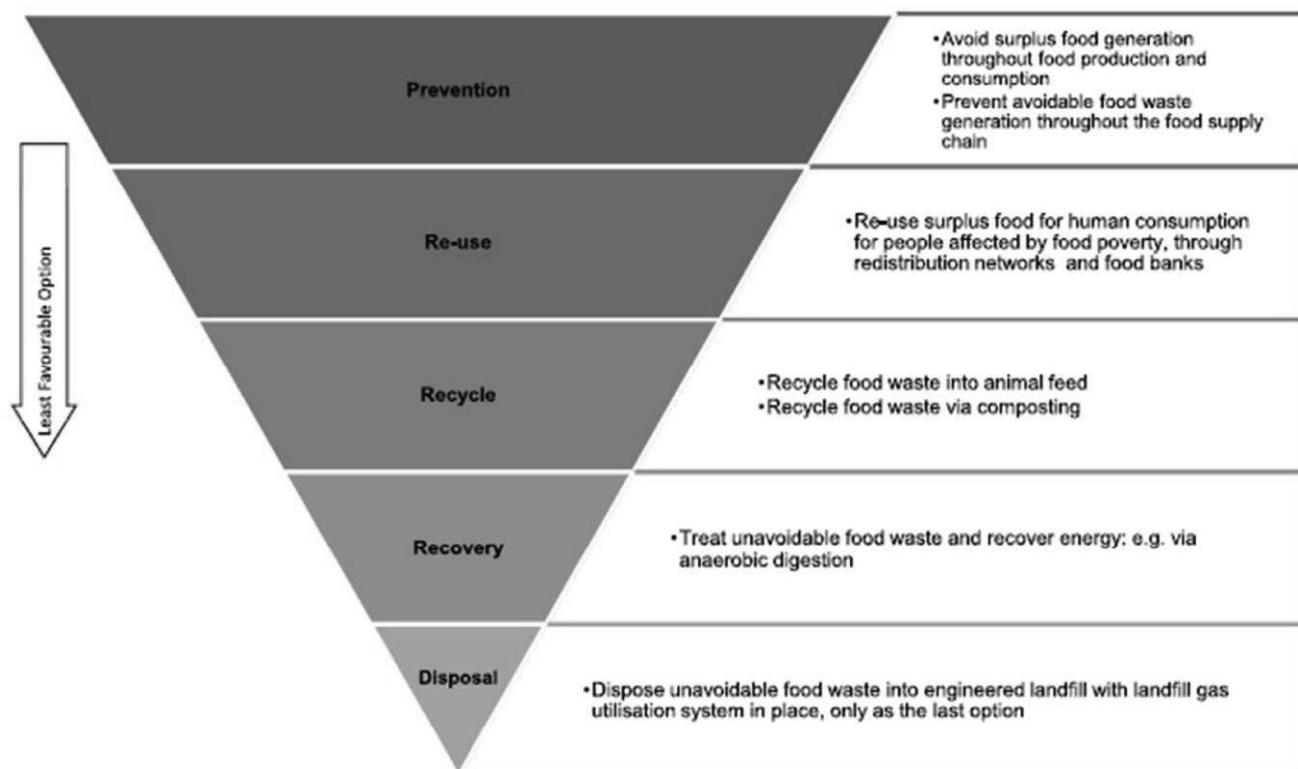 Prevention
•Avoid surplus food generation
throughout food production and
consumption
•Prevent avoidable food waste
generation throughout the food supply
chain
Least Favourable Option
Re-use
•Re-use surplus food for human consumption
for people affected by food poverty, through
redistribution networks and food banks
Recycle
•Recycle food waste into animal feed
•Recycle food waste via composting
Recovery
•Treat unavoidable food waste and recover energy: e.g. via
anaerobic digestion
Disposal
•Dispose unavoidable food waste into engineered landfill with landfill gas
utilisation system in place, only as the last option